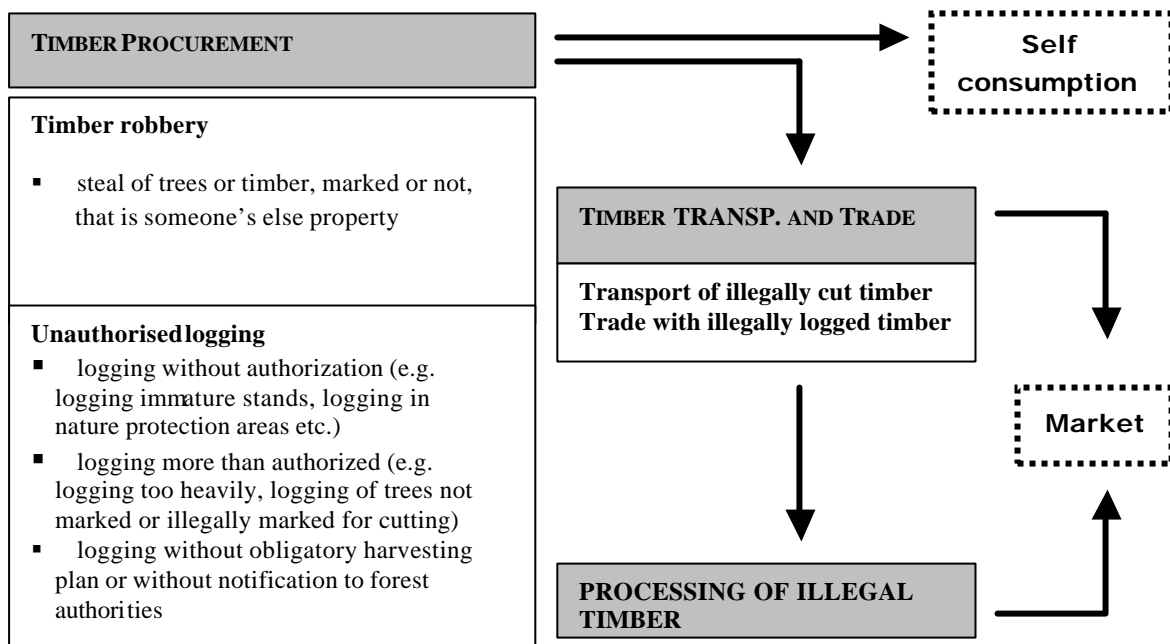 TIMBER PROCUREMENT
Self
consumption
Timber robbery
▪ steal of trees or timber, marked or not,
that is someone's else property
Unauthorised logging
▪ logging without authorization (e.g.
logging immature stands, logging in
nature protection areas etc.)
▪ logging more than authorized (e.g.
logging too heavily, logging of trees not
marked or illegally marked for cutting)
▪ logging without obligatory harvesting
plan or without notification to forest
authorities
TIMBER TRANSP. AND TRADE
Transport of illegally cut timber
Trade with illegally logged timber
Market
PROCESSING OF ILLEGAL
TIMBER